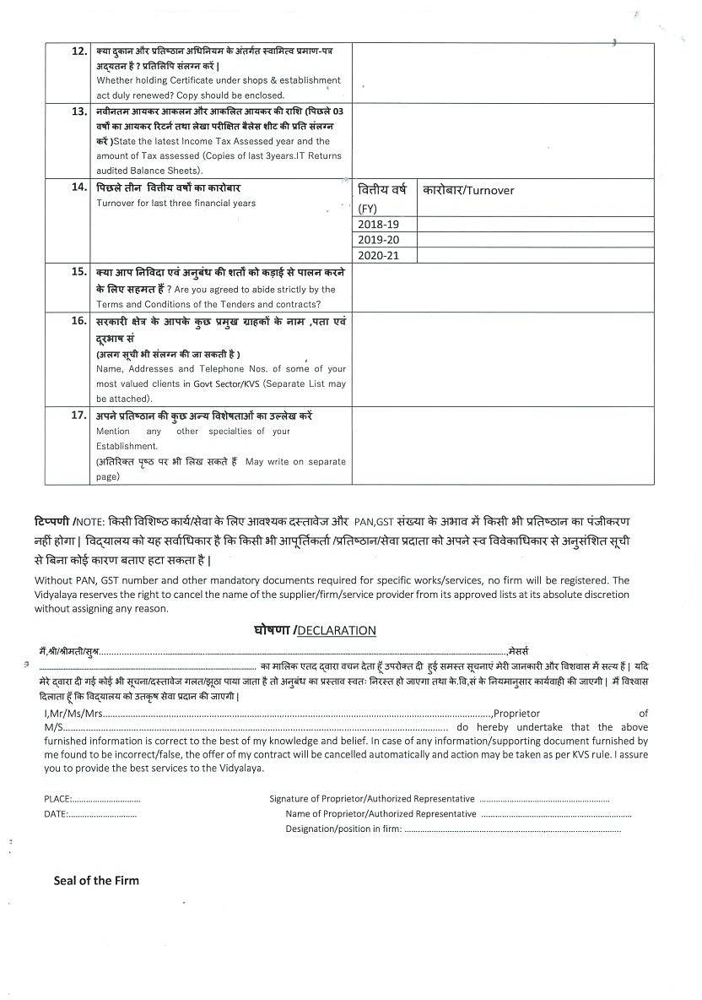 12. क्या दुकान और प्रतिष्ठान अधिनियम के अंतर्गत स्वामित्व प्रमाण-पत्र
अद्यतन है ? प्रतिलिपि संलग्न करें |
Whether holding Certificate under shops & establishment
act duly renewed? Copy should be enclosed.
13. नवीनतम आयकर आकलन और आकलित आयकर की राशि (पिछले 03
वर्षों का आयकर रिटर्न तथा लेखा परीक्षित बैलेंस शीट की प्रति संलग्न
करें )State the latest Income Tax Assessed year and the
amount of Tax assessed (Copies of last 3years.IT Returns
audited Balance Sheets).
14. पिछले तीन वित्तीय वर्षों का कारोबार
Turnover for last three financial years
वित्तीय वर्ष कारोबार/Turnover
(FY)
2018-19
2019-20
2020-21
15. क्या आप निविदा एवं अनुबंध की शर्तों को कड़ाई से पालन करने
के लिए सहमत हैं ? Are you agreed to abide strictly by the
Terms and Conditions of the Tenders and contracts?
16. सरकारी क्षेत्र के आपके कुछ प्रमुख ग्राहकों के नाम ,पता एवं
दूरभाष सं
(अलग सूची भी संलग्न की जा सकती है )
Name, Addresses and Telephone Nos. of some of your
most valued clients in Govt Sector/KVS (Separate List may
be attached).
17. अपने प्रतिष्ठान की कुछ अन्य विशेषताओं का उल्लेख करें
Mention any other specialties of your
Establishment.
(अतिरिक्त पृष्ठ पर भी लिख सकते हैं May write on separate
page)
टिप्पणी /NOTE: किसी विशिष्ठ कार्य/सेवा के लिए आवश्यक दस्तावेज और PAN,GST संख्या के अभाव में किसी भी प्रतिष्ठान का पंजीकरण
नहीं होगा | विद्यालय को यह सर्वाधिकार है कि किसी भी आपूर्तिकर्ता /प्रतिष्ठान/सेवा प्रदाता को अपने स्व विवेकाधिकार से अनुसंशित सूची
से बिना कोई कारण बताए हटा सकता है |
Without PAN, GST number and other mandatory documents required for specific works/services, no firm will be registered. The
Vidyalaya reserves the right to cancel the name of the supplier/firm/service provider from its approved lists at its absolute discretion
without assigning any reason.
घोषणा /DECLARATION
मैं,श्री/श्रीमती/सुश्र.......................................................................................................................................,मेसर्स
.................................................................................. का मालिक एतद द्वारा वचन देता हूँ उपरोक्त दी हुई समस्त सूचनाएं मेरी जानकारी और विशवास में सत्य हैं | यदि
मेरे द्वारा दी गई कोई भी सूचना/दस्तावेज गलत/झूठा पाया जाता है तो अनुबंध का प्रस्ताव स्वतः निरस्त हो जाएगा तथा के.वि,सं के नियमानुसार कार्यवाही की जाएगी | मैं विश्वास
दिलाता हूँ कि विद्यालय को उतकृष सेवा प्रदान की जाएगी |
I,Mr/Ms/Mrs.......................................................................................................................................,Proprietor of
M/S....................................................................................................................................... do hereby undertake that the above
furnished information is correct to the best of my knowledge and belief. In case of any information/supporting document furnished by
me found to be incorrect/false, the offer of my contract will be cancelled automatically and action may be taken as per KVS rule. I assure
you to provide the best services to the Vidyalaya.
PLACE:............................. Signature of Proprietor/Authorized Representative ........................................................
DATE:............................. Name of Proprietor/Authorized Representative ................................................................
Designation/position in firm: ..............................................................................................
Seal of the Firm